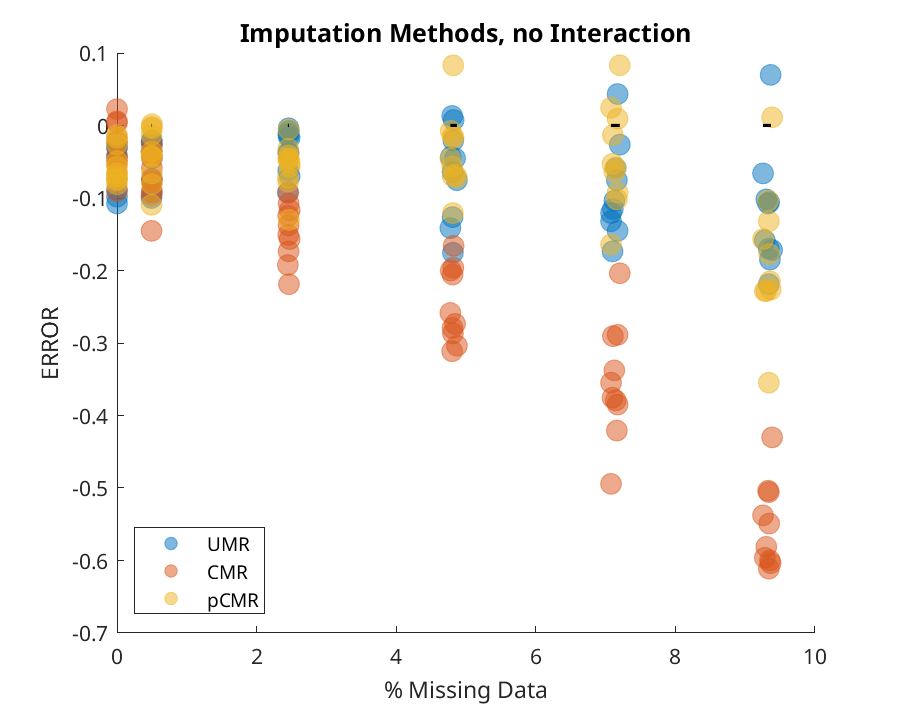 Imputation Methods, no Interaction
0.1
0
-0.1
-0.2
-0.3
-0.4
-0.5
-0.6
-0.7
ERROR
UMR
CMR
pCMR
0 2 4 6 8 10
% Missing Data